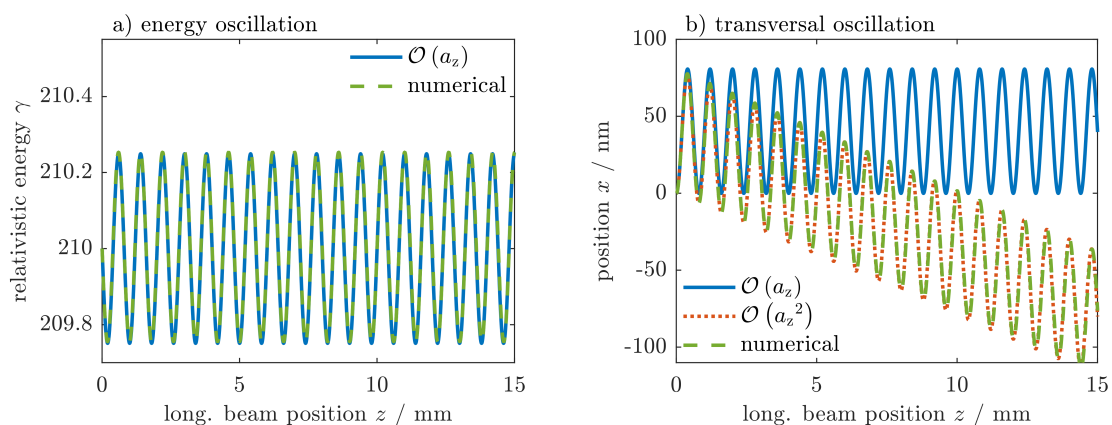 a) energy oscillation
relativistic energy γ
210.4
210.2
210
209.8
O (a_z)
numerical
0
5
10
15
long. beam position z / mm
b) transversal oscillation
position x / nm
100
50
0
-50
-100
O (a_z)
O (a_z²)
numerical
0
5
10
15
long. beam position z / mm